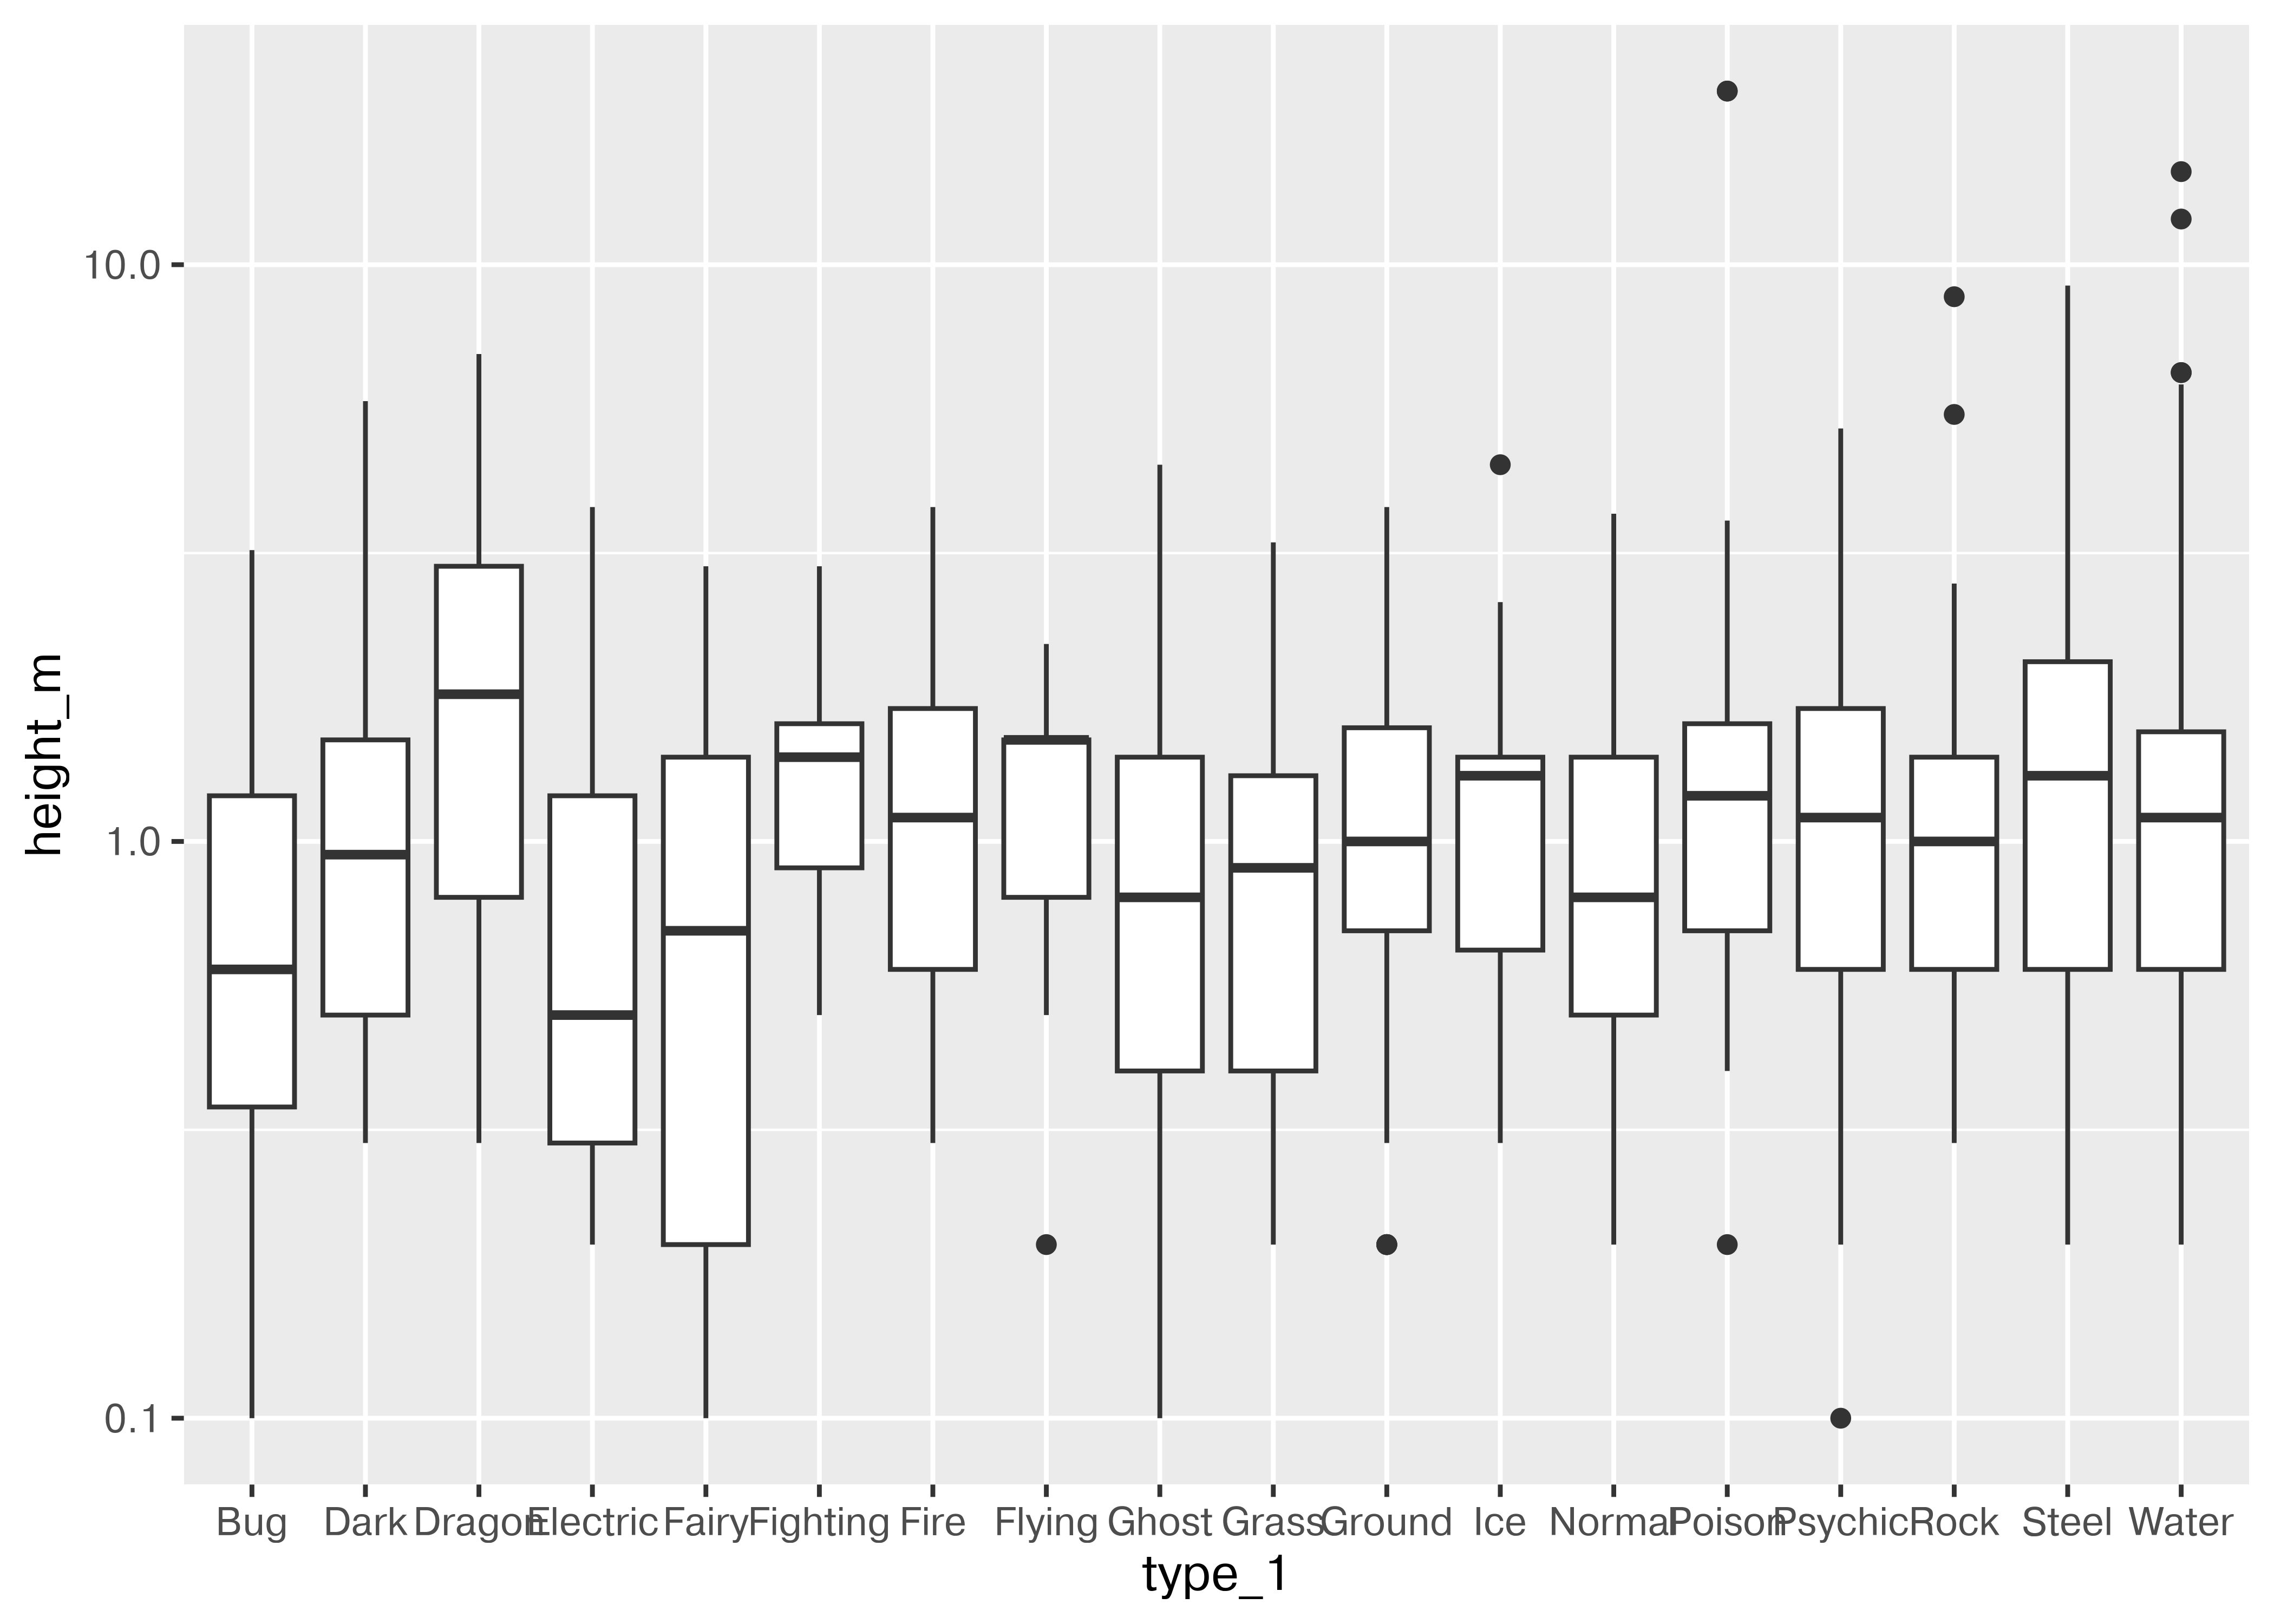 height_m
10.0
1.0
0.1
Bug Dark Dragon Electric Fairy Fighting Fire Flying Ghost Grass Ground Ice Normal Poison Psychic Rock Steel Water
type_1